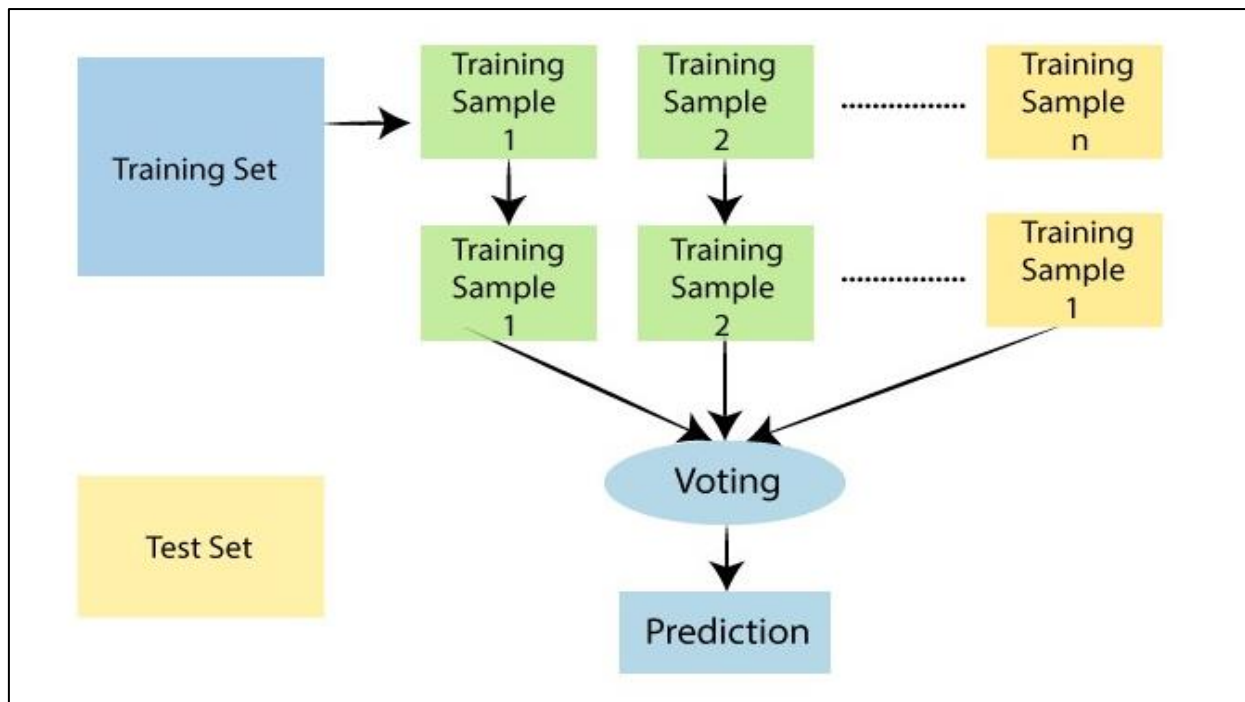 Training Set
Training
Sample
1
Training
Sample
2
Training
Sample
n
Training
Sample
1
Training
Sample
2
Training
Sample
1
Voting
Test Set
Prediction